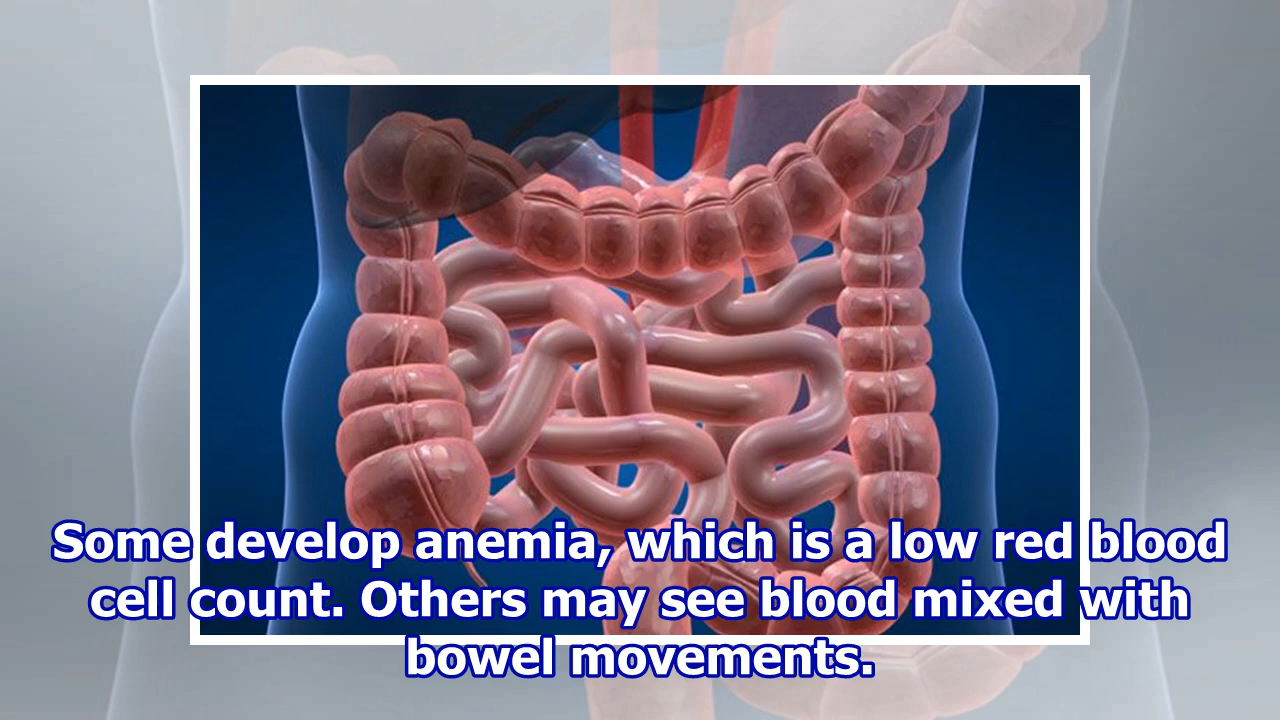 Some develop anemia, which is a low red blood
cell count. Others may see blood mixed with
bowel movements.